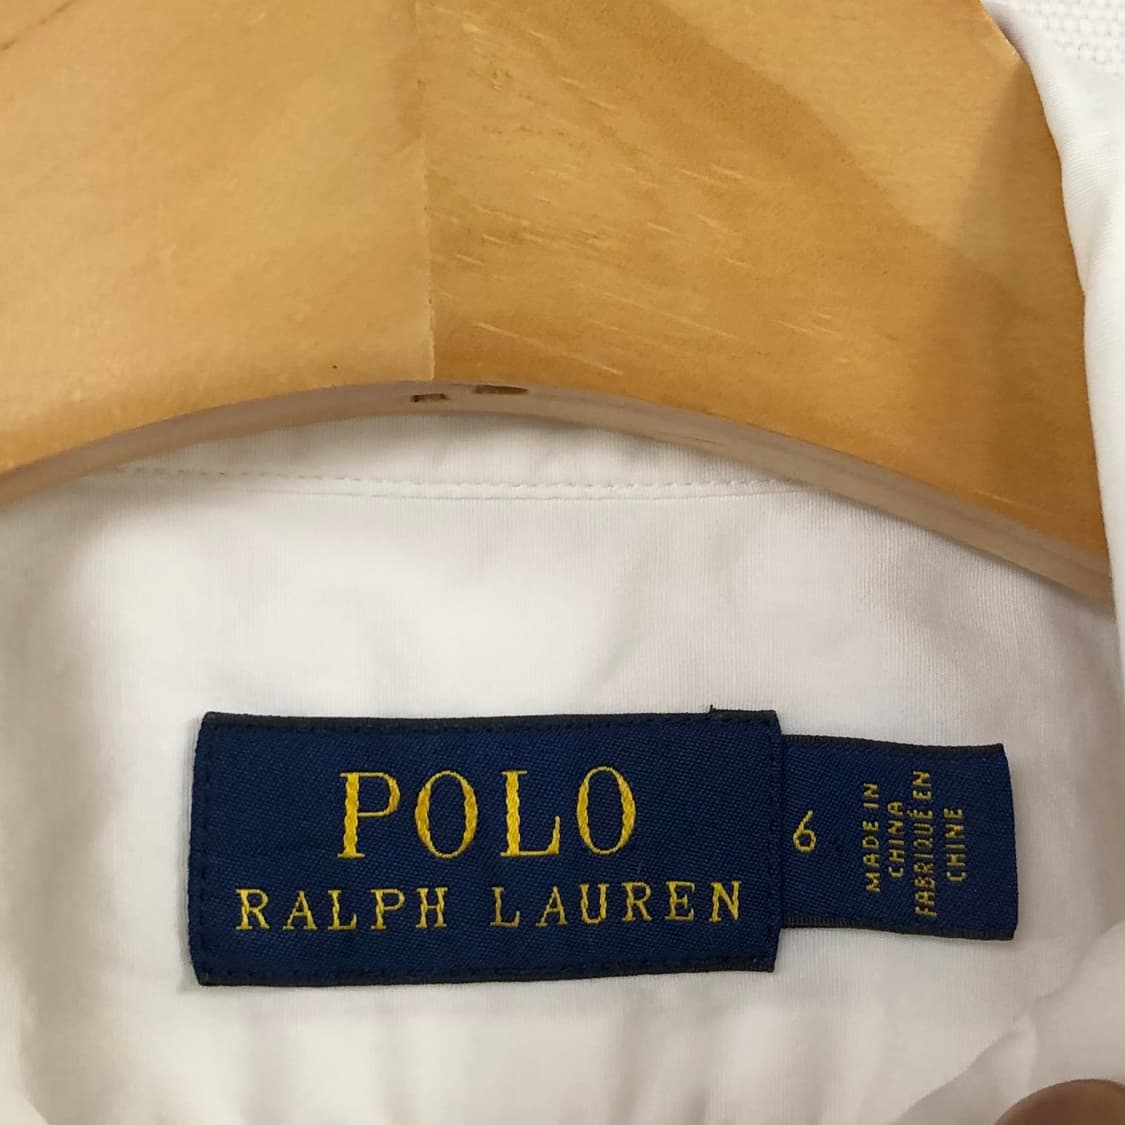 POLO
RALPH LAUREN
6
MADE IN
CHINA
FABRIQUÉ EN
CHINE